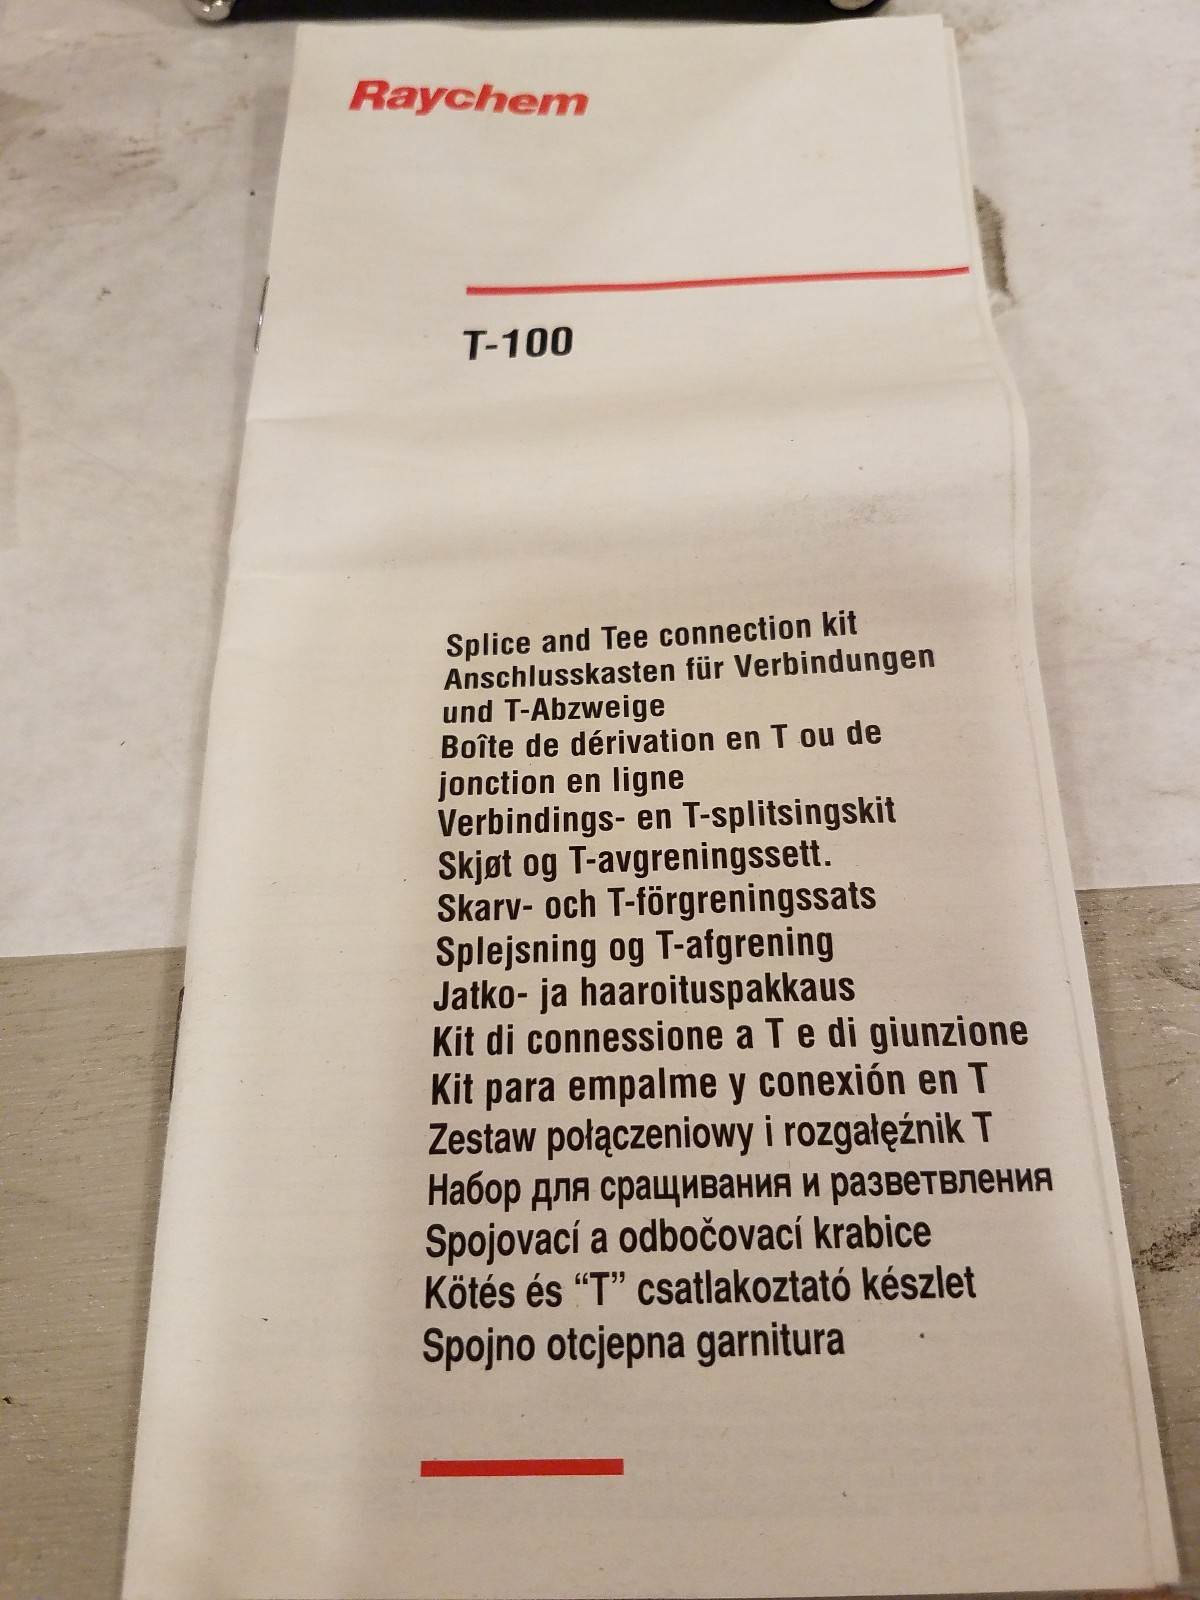 Raychem
T-100
Splice and Tee connection kit
Anschlusskasten für Verbindungen
und T-Abzweige
Boîte de dérivation en T ou de
jonction en ligne
Verbindings- en T-splitsingskit
Skjøt og T-avgreningssett.
Skarv- och T-förgreningssats
Splejsning og T-afgrening
Jatko- ja haaroituspakkaus
Kit di connessione a T e di giunzione
Kit para empalme y conexión en T
Zestaw połączeniowy i rozgałęźnik T
Набор для сращивания и разветвления
Spojovací a odbočovací krabice
Kötés és “T” csatlakoztató készlet
Spojno otcjepna garnitura